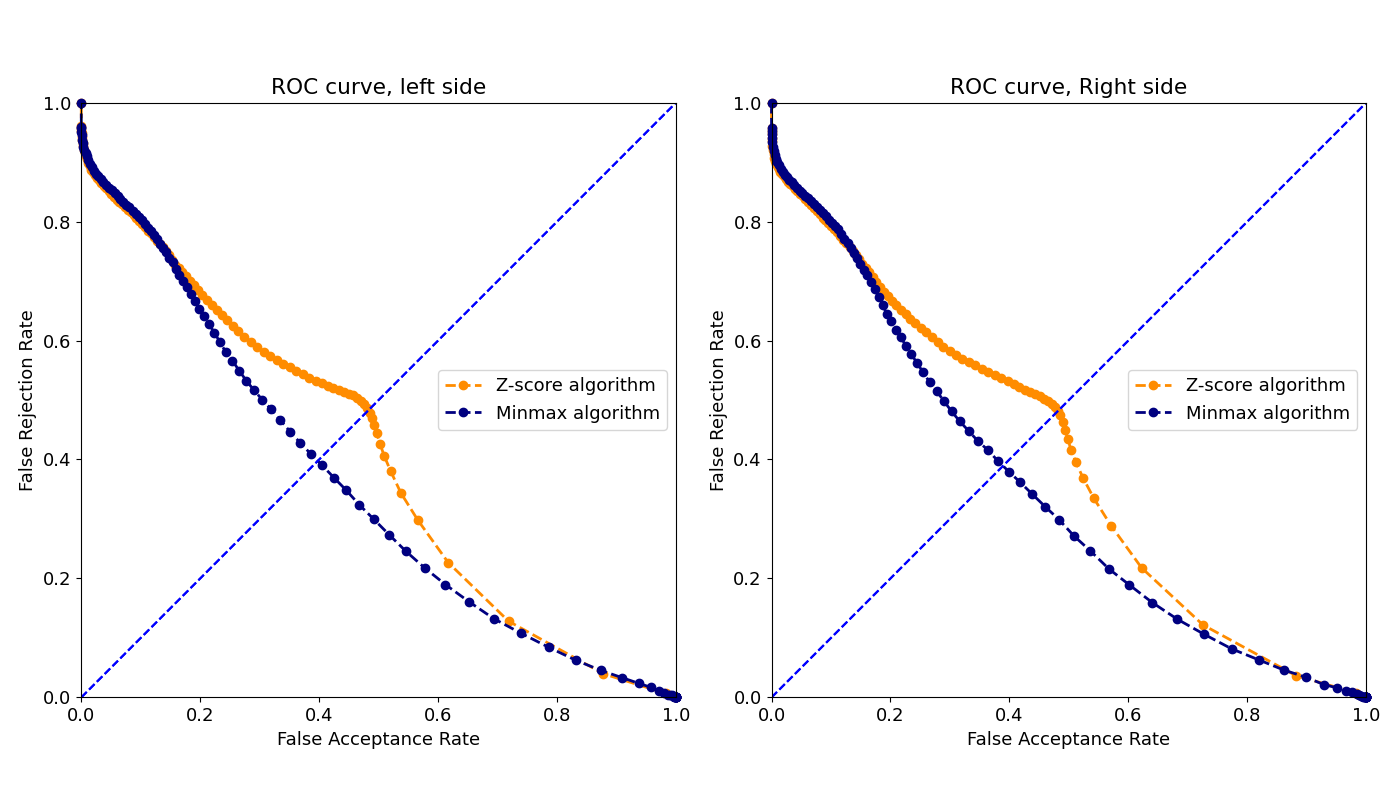 ROC curve, left side
1.0
0.8
0.6
0.4
0.2
0.0
False Rejection Rate
Z-score algorithm
Minmax algorithm
0.0 0.2 0.4 0.6 0.8 1.0
False Acceptance Rate
ROC curve, Right side
1.0
0.8
0.6
0.4
0.2
0.0
False Rejection Rate
Z-score algorithm
Minmax algorithm
0.0 0.2 0.4 0.6 0.8 1.0
False Acceptance Rate